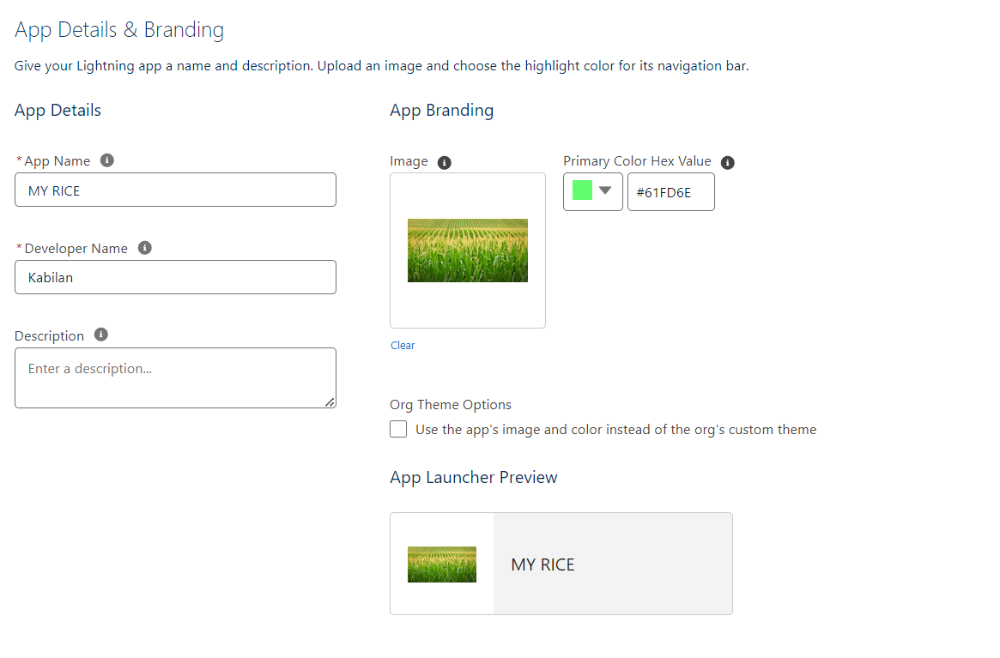 App Details & Branding
Give your Lightning app a name and description. Upload an image and choose the highlight color for its navigation bar.
App Details
* App Name
MY RICE
* Developer Name
Kabilan
Description
Enter a description...
App Branding
Image
Primary Color Hex Value
#61FD6E
Clear
Org Theme Options
Use the app's image and color instead of the org's custom theme
App Launcher Preview
MY RICE